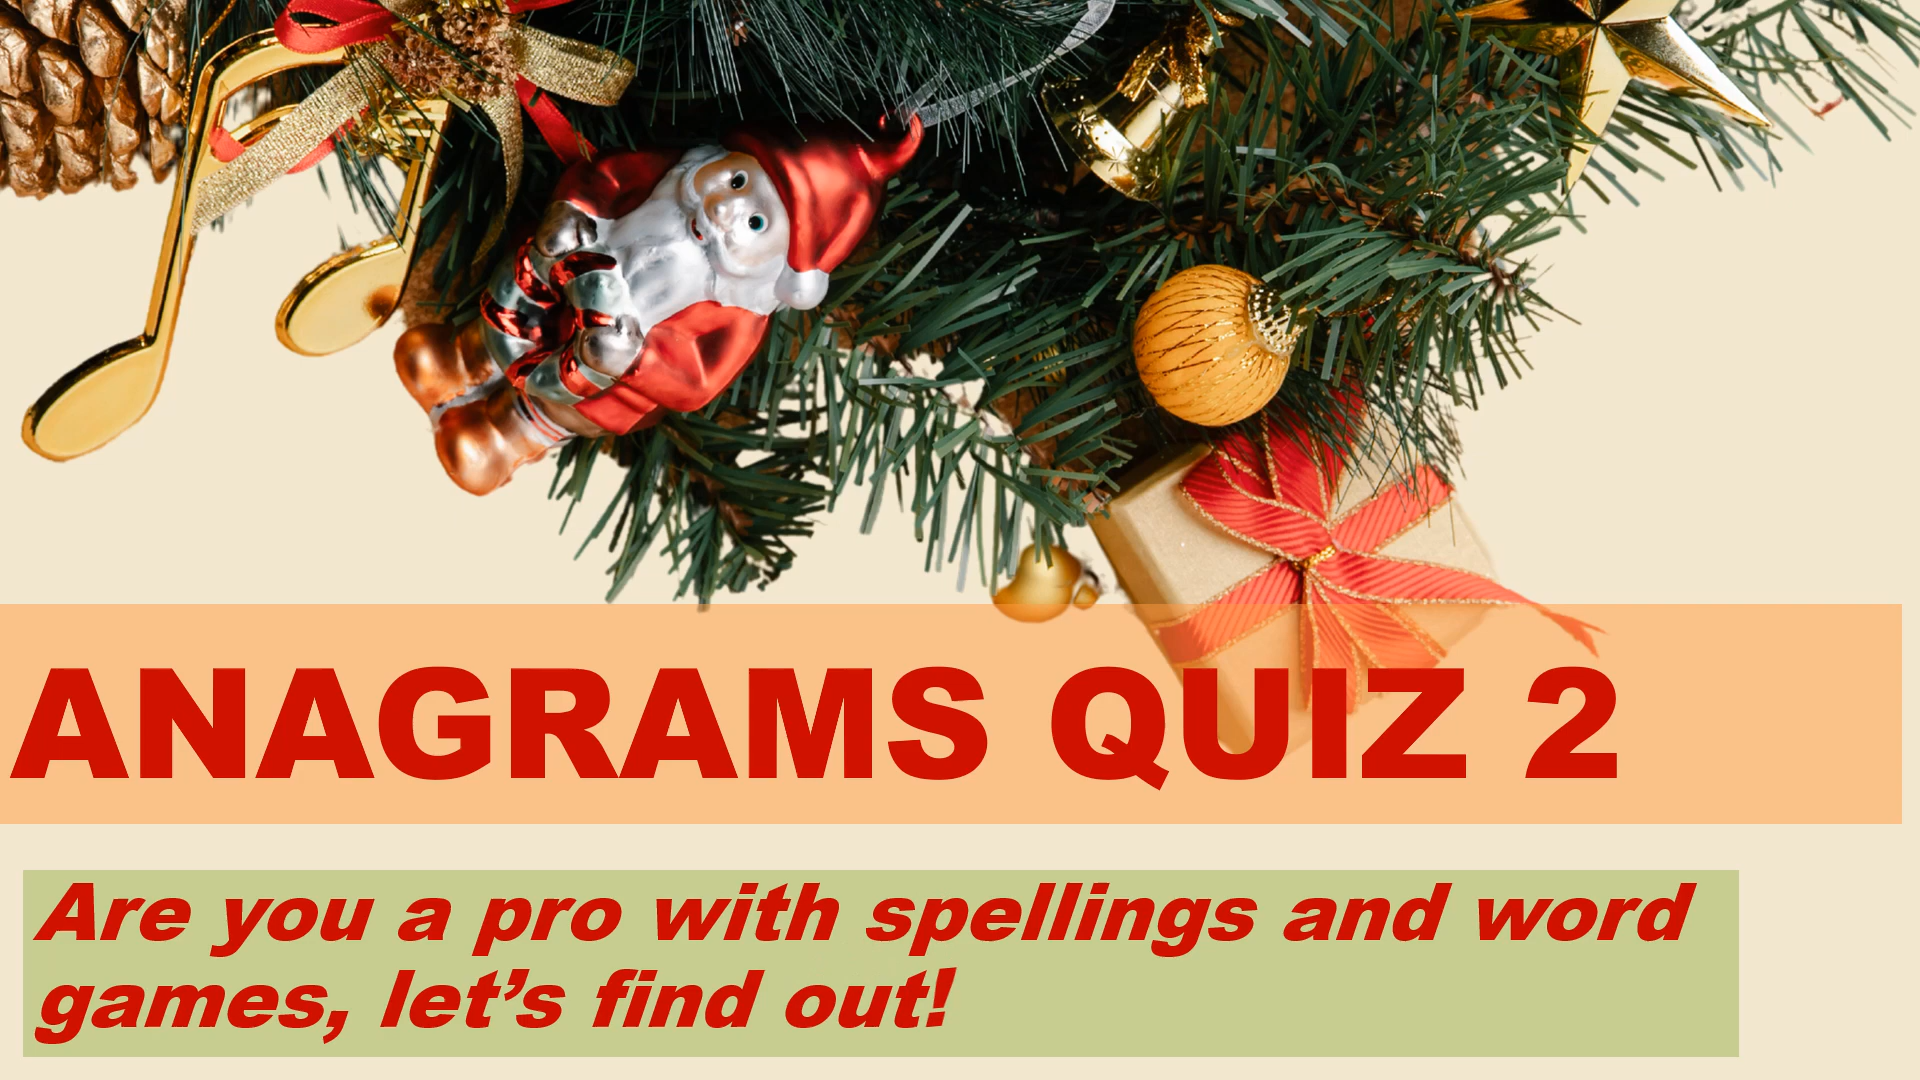 ANAGRAMS QUIZ 2
Are you a pro with spellings and word
games, let’s find out!